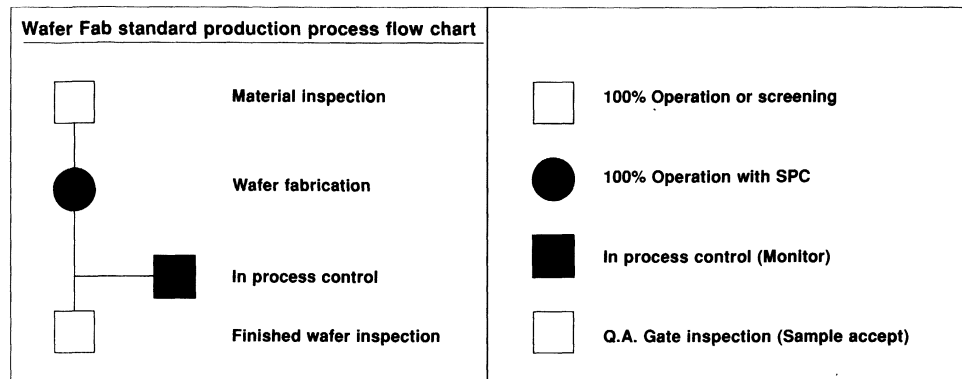 Wafer Fab standard production process flow chart
Material inspection
Wafer fabrication
In process control
Finished wafer inspection
100% Operation or screening
100% Operation with SPC
In process control (Monitor)
Q.A. Gate inspection (Sample accept)